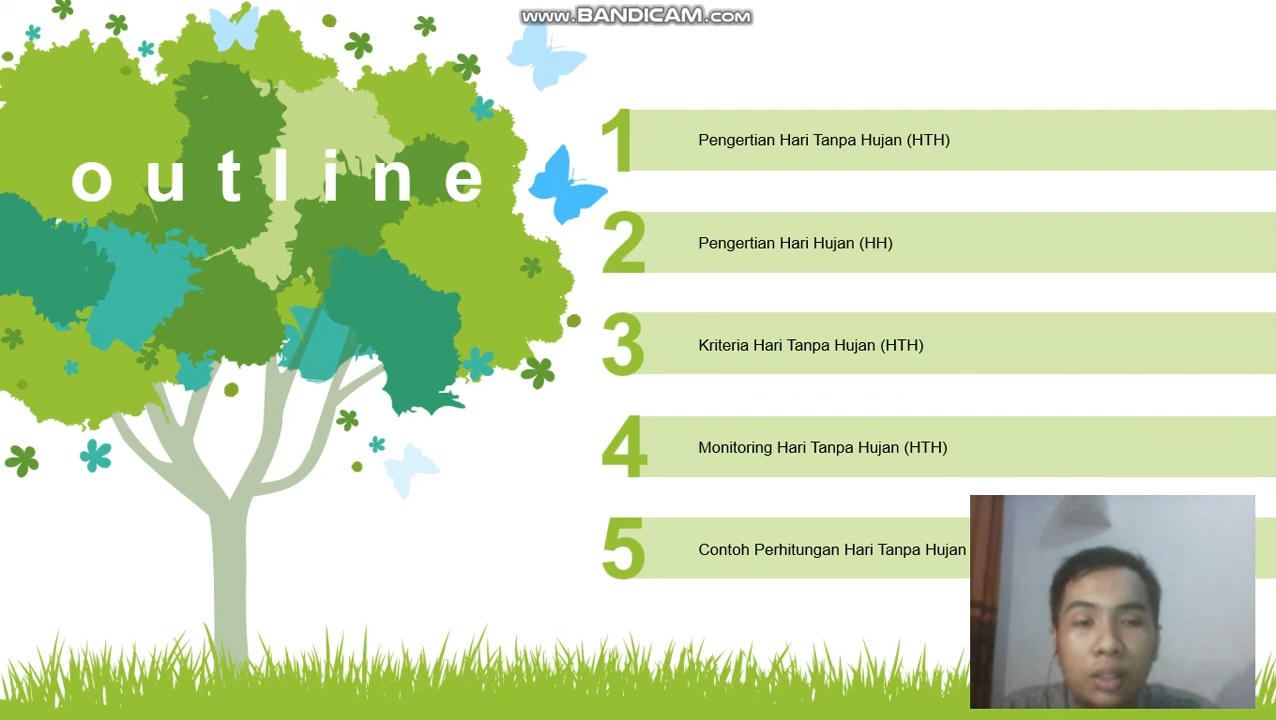 www.BANDICAM.com
outline
1
Pengertian Hari Tanpa Hujan (HTH)
2
Pengertian Hari Hujan (HH)
3
Kriteria Hari Tanpa Hujan (HTH)
4
Monitoring Hari Tanpa Hujan (HTH)
5
Contoh Perhitungan Hari Tanpa Hujan